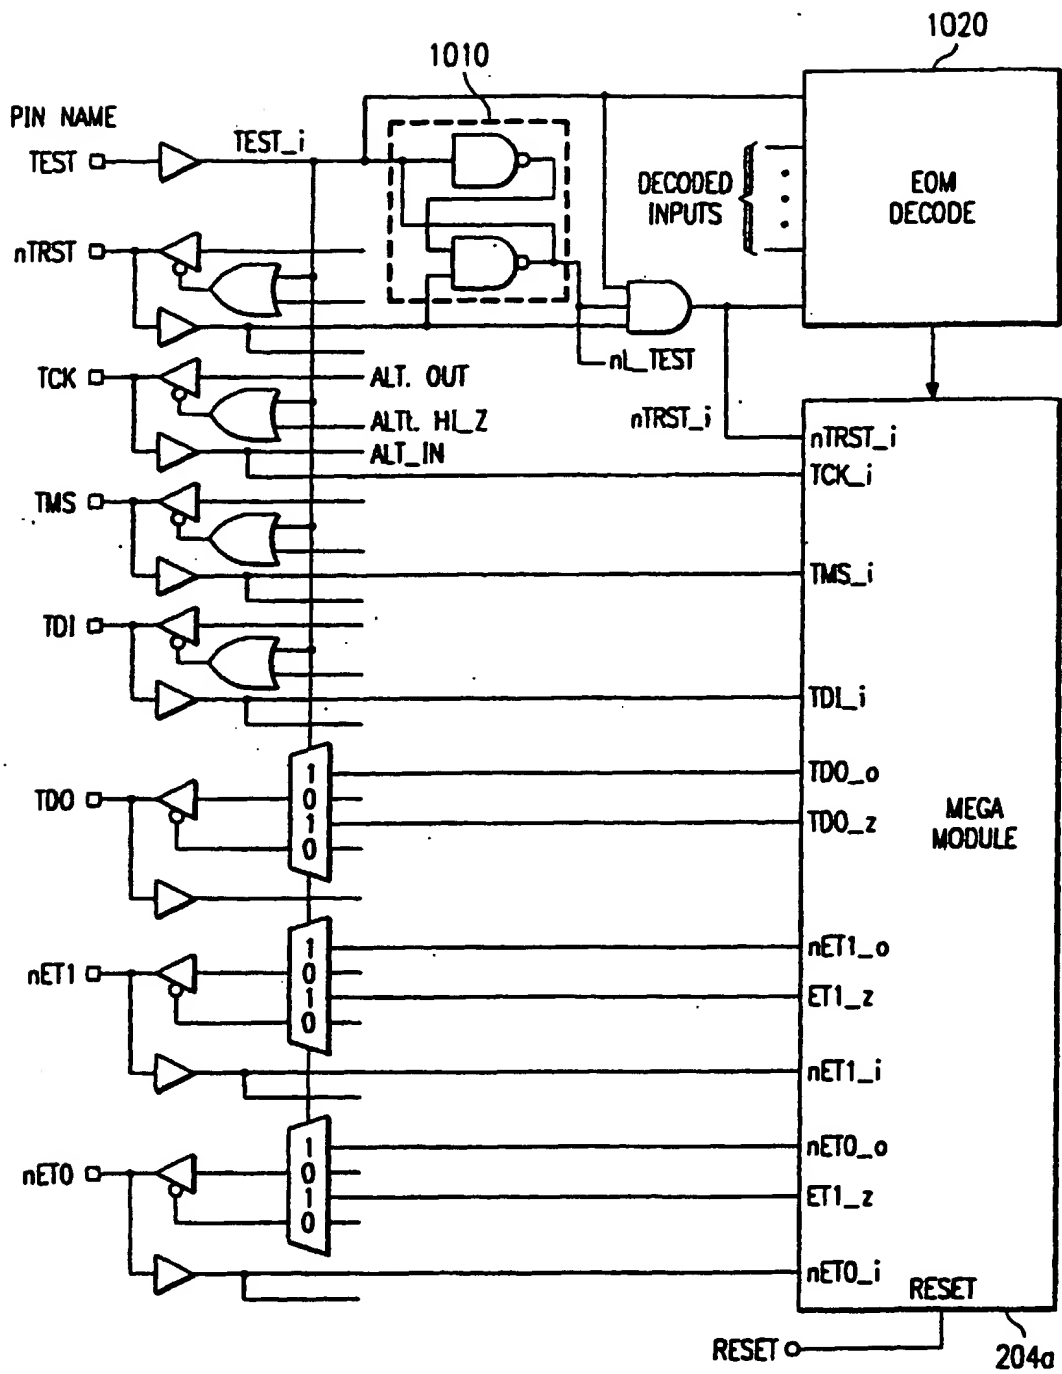 1020
1010
PIN NAME
TEST
TEST_i
DECODED
INPUTS
EOM
DECODE
nTRST
nL_TEST
TCK
ALT. OUT
ALTL. HI_Z
ALT_IN
nTRST_i
nTRST_i
TCK_i
TMS
TMS_i
TDI
TDI_i
TDO
1
0
1
0
TDO_o
TDO_z
MEGA
MODULE
nET1
1
0
1
0
nET1_o
ET1_z
nET1_i
nET0
1
0
1
0
nET0_o
ET1_z
nET0_i
RESET
RESET
204a